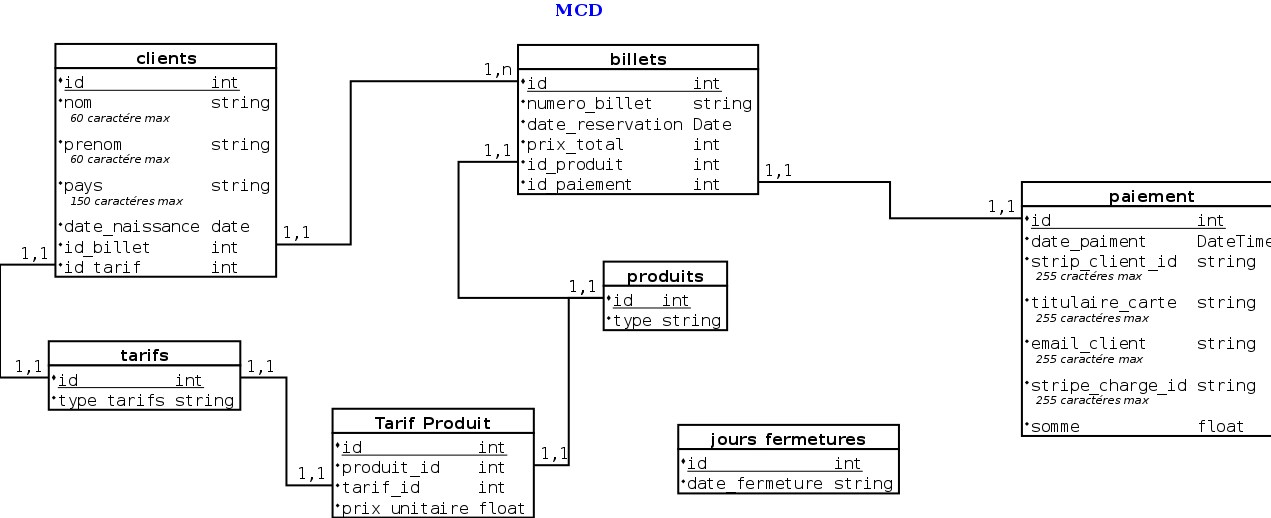 MCD
clients
id int
nom string
60 caractére max
prenom string
60 caractére max
pays string
150 caractéres max
date_naissance date
id_billet int
id_tarif int
1,1
1,1
1,n
billets
id int
numero_billet string
date_reservation Date
prix_total int
id_produit int
id_paiement int
1,1
1,1
1,1
paiement
id int
date_paiment DateTime
strip_client_id string
255 cractéres max
titulaire_carte string
255 caractéres max
email_client string
255 caractére max
stripe_charge_id string
255 caractéres max
somme float
1,1
produits
id int
type string
1,1
tarifs
id int
type_tarifs string
1,1
1,1
Tarif Produit
id int
produit_id int
tarif_id int
prix_unitaire float
1,1
jours fermetures
id int
date_fermeture string